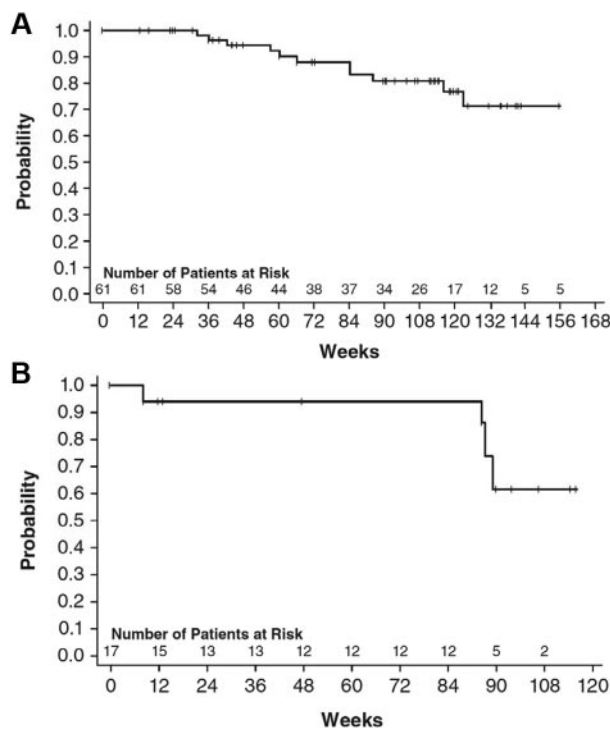 A
1.0
0.9
0.8
0.7
0.6
0.5
0.4
0.3
0.2
0.1
0.0
Probability
Number of Patients at Risk
61 61 58 54 46 44 38 37 34 26 17 12 5 5
0 12 24 36 48 60 72 84 90 108 120 132 144 156 168
Weeks
B
1.0
0.9
0.8
0.7
0.6
0.5
0.4
0.3
0.2
0.1
0.0
Probability
Number of Patients at Risk
17 15 13 13 12 12 12 12 5 2
0 12 24 36 48 60 72 84 90 108 120
Weeks